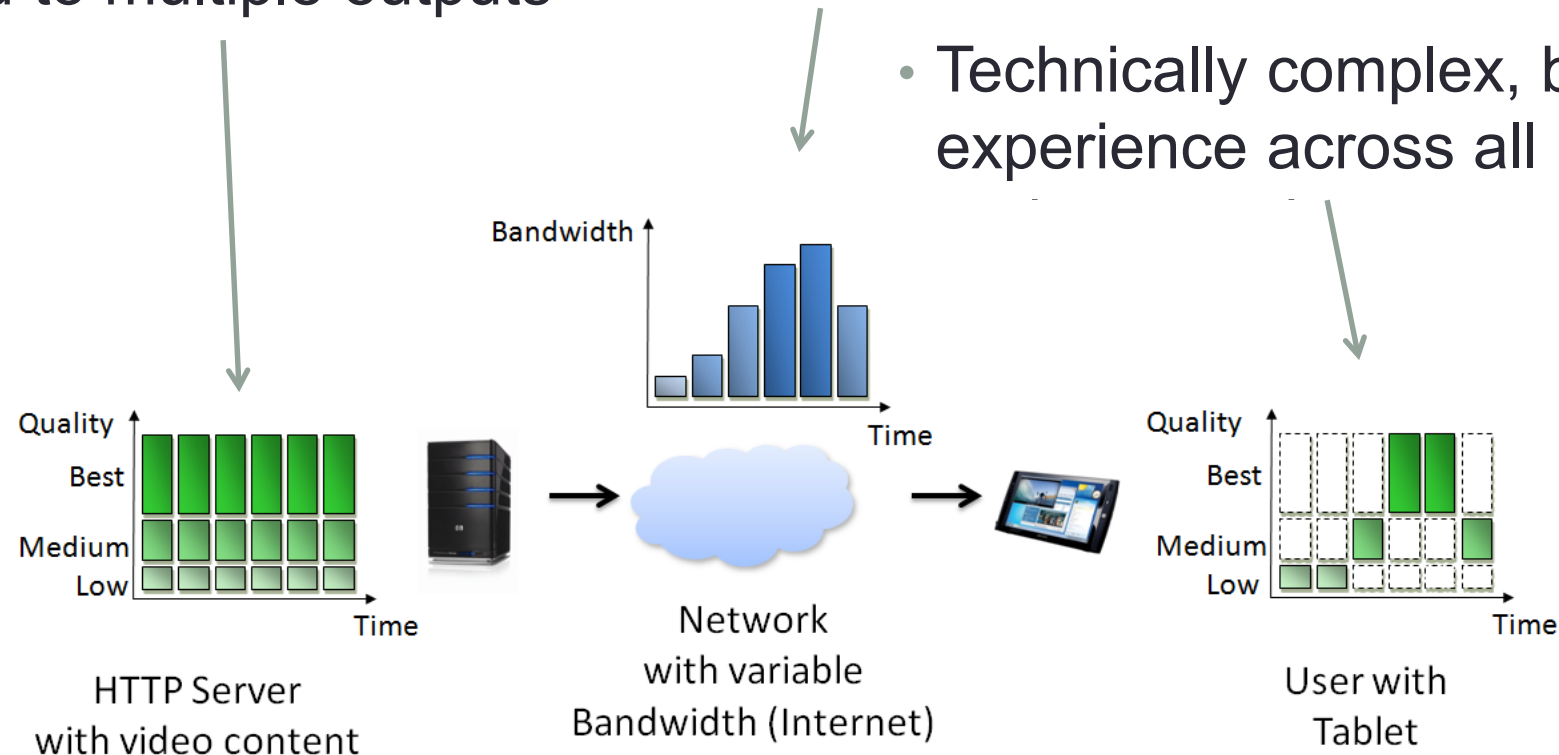 to multiple outputs
• Technically complex,
experience across all
Bandwidth
Time
Quality
Best
Medium
Low
Time
Quality
Best
Medium
Low
Time
HTTP Server
with video content
Network
with variable
Bandwidth (Internet)
User with
Tablet